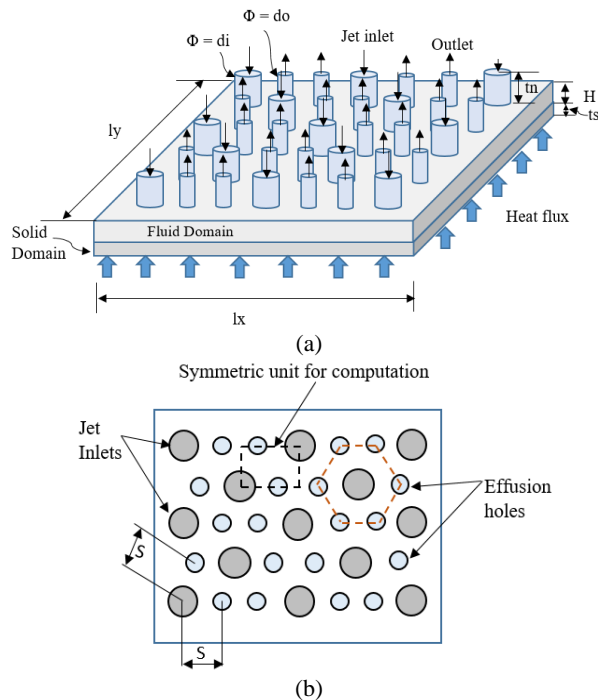 Φ = do
Φ = di
Jet inlet
Outlet
tn
H
ts
ly
Heat flux
Fluid Domain
Solid
Domain
lx
(a)
Symmetric unit for computation
Jet
Inlets
Effusion
holes
S
S
(b)